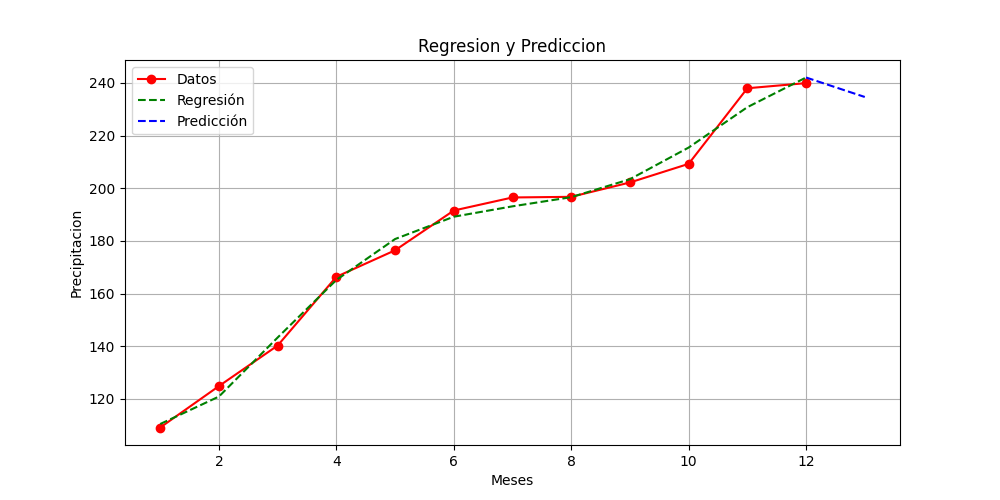 Regresion y Prediccion
Datos
Regresión
Predicción
240
220
200
180
160
140
120
Precipitacion
2 4 6 8 10 12
Meses